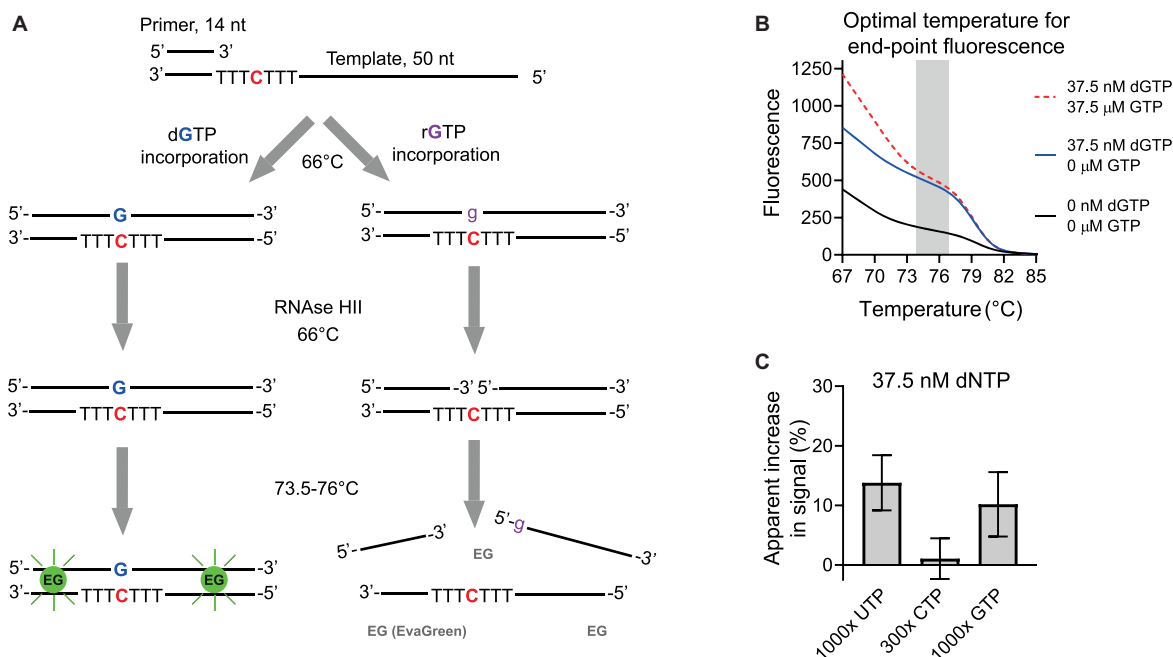 A
Primer, 14 nt
5'- 3'
Template, 50 nt
3'- TTTCTTT 5'
dGTP
incorporation
66°C
rGTP
incorporation
5'- G -3'
3'- TTTCTTT -5'
5'- g -3'
3'- TTTCTTT -5'
RNAse HII
66°C
5'- G -3'
3'- TTTCTTT -5'
5'- -3' 5'- -3'
3'- TTTCTTT -5'
73.5-76°C
5'- G -3'
EG EG
3'- TTTCTTT -5'
5'- -3' 5'-g -3'
EG
3'- TTTCTTT -5'
EG (EvaGreen) EG
B
Optimal temperature for
end-point fluorescence
Fluorescence
1250
1000
750
500
250
0
67 70 73 76 79 82 85
Temperature (°C)
37.5 nM dGTP
37.5 µM GTP
37.5 nM dGTP
0 µM GTP
0 nM dGTP
0 µM GTP
C
37.5 nM dNTP
Apparent increase
in signal (%)
30
20
10
0
1000x UTP
300x CTP
1000x GTP